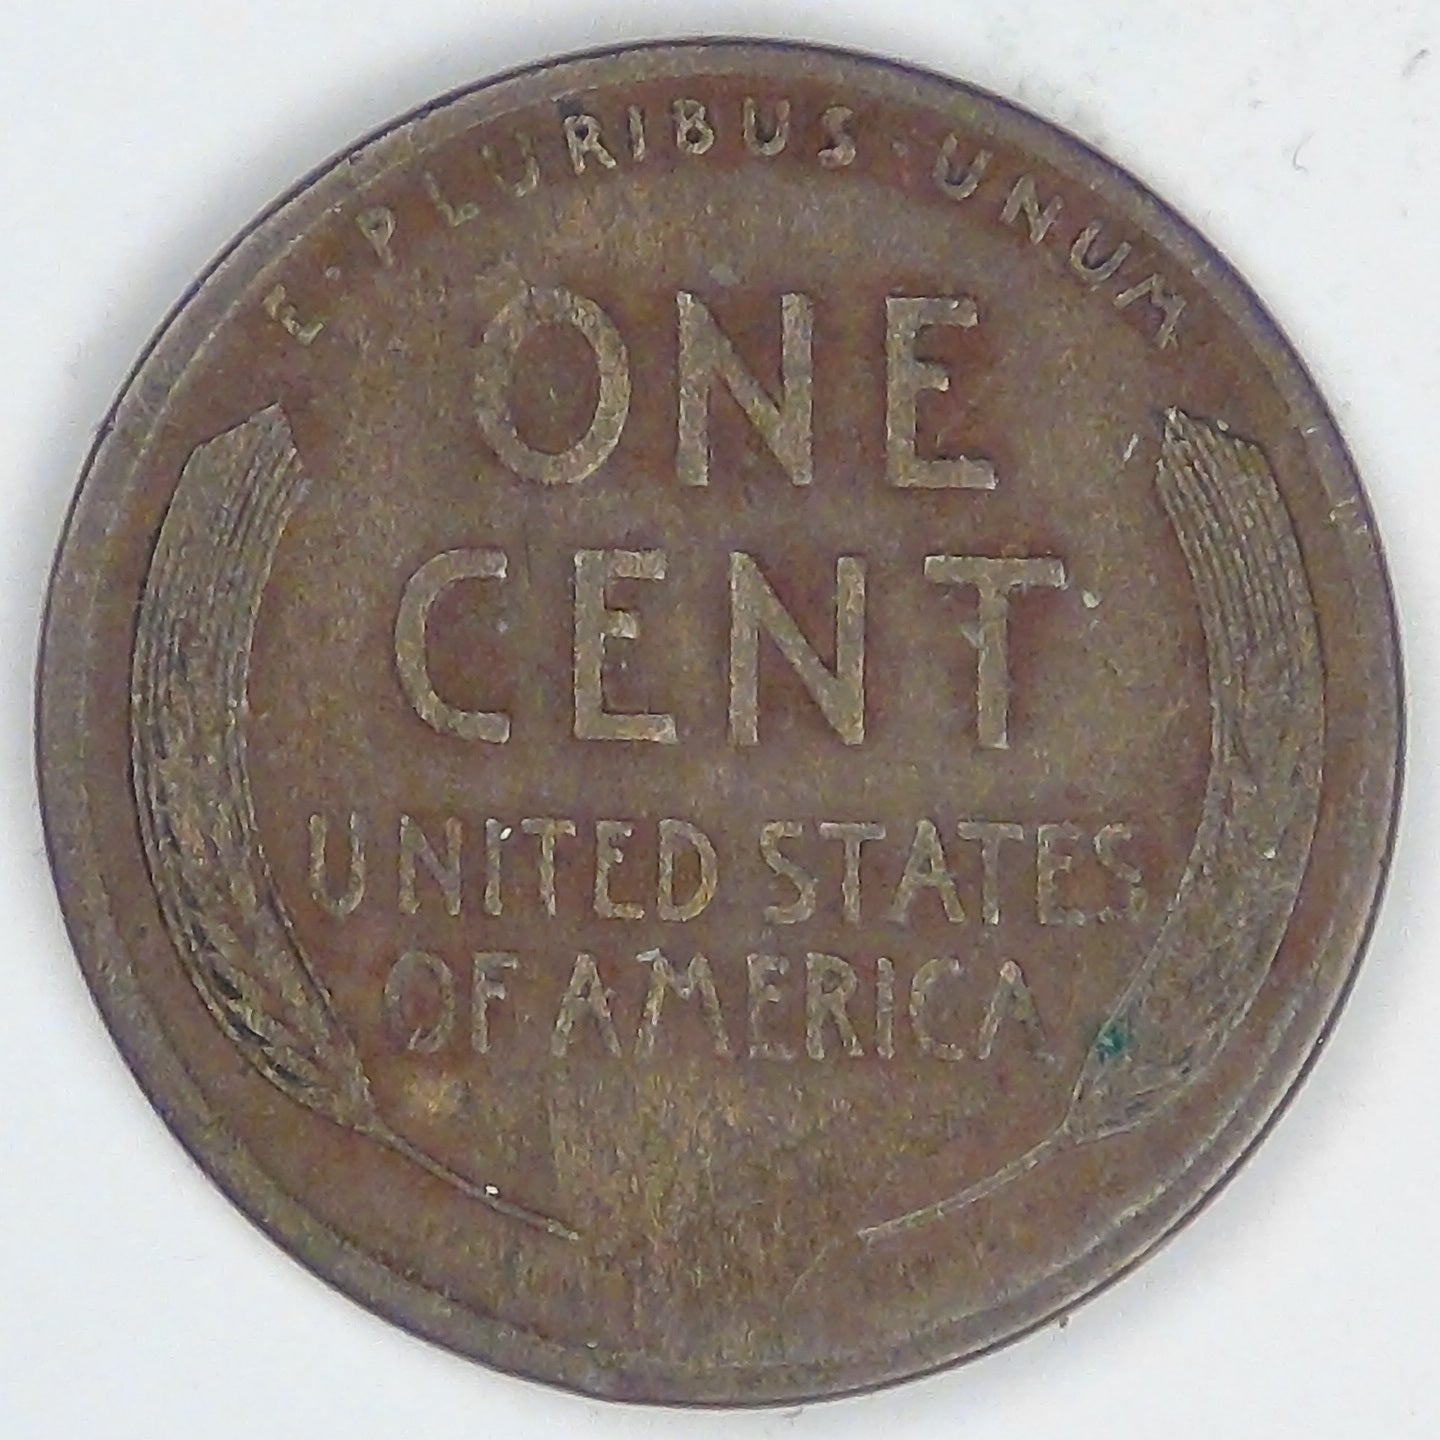 E·PLURIBUS·UNUM
ONE
CENT
UNITED STATES
OF AMERICA